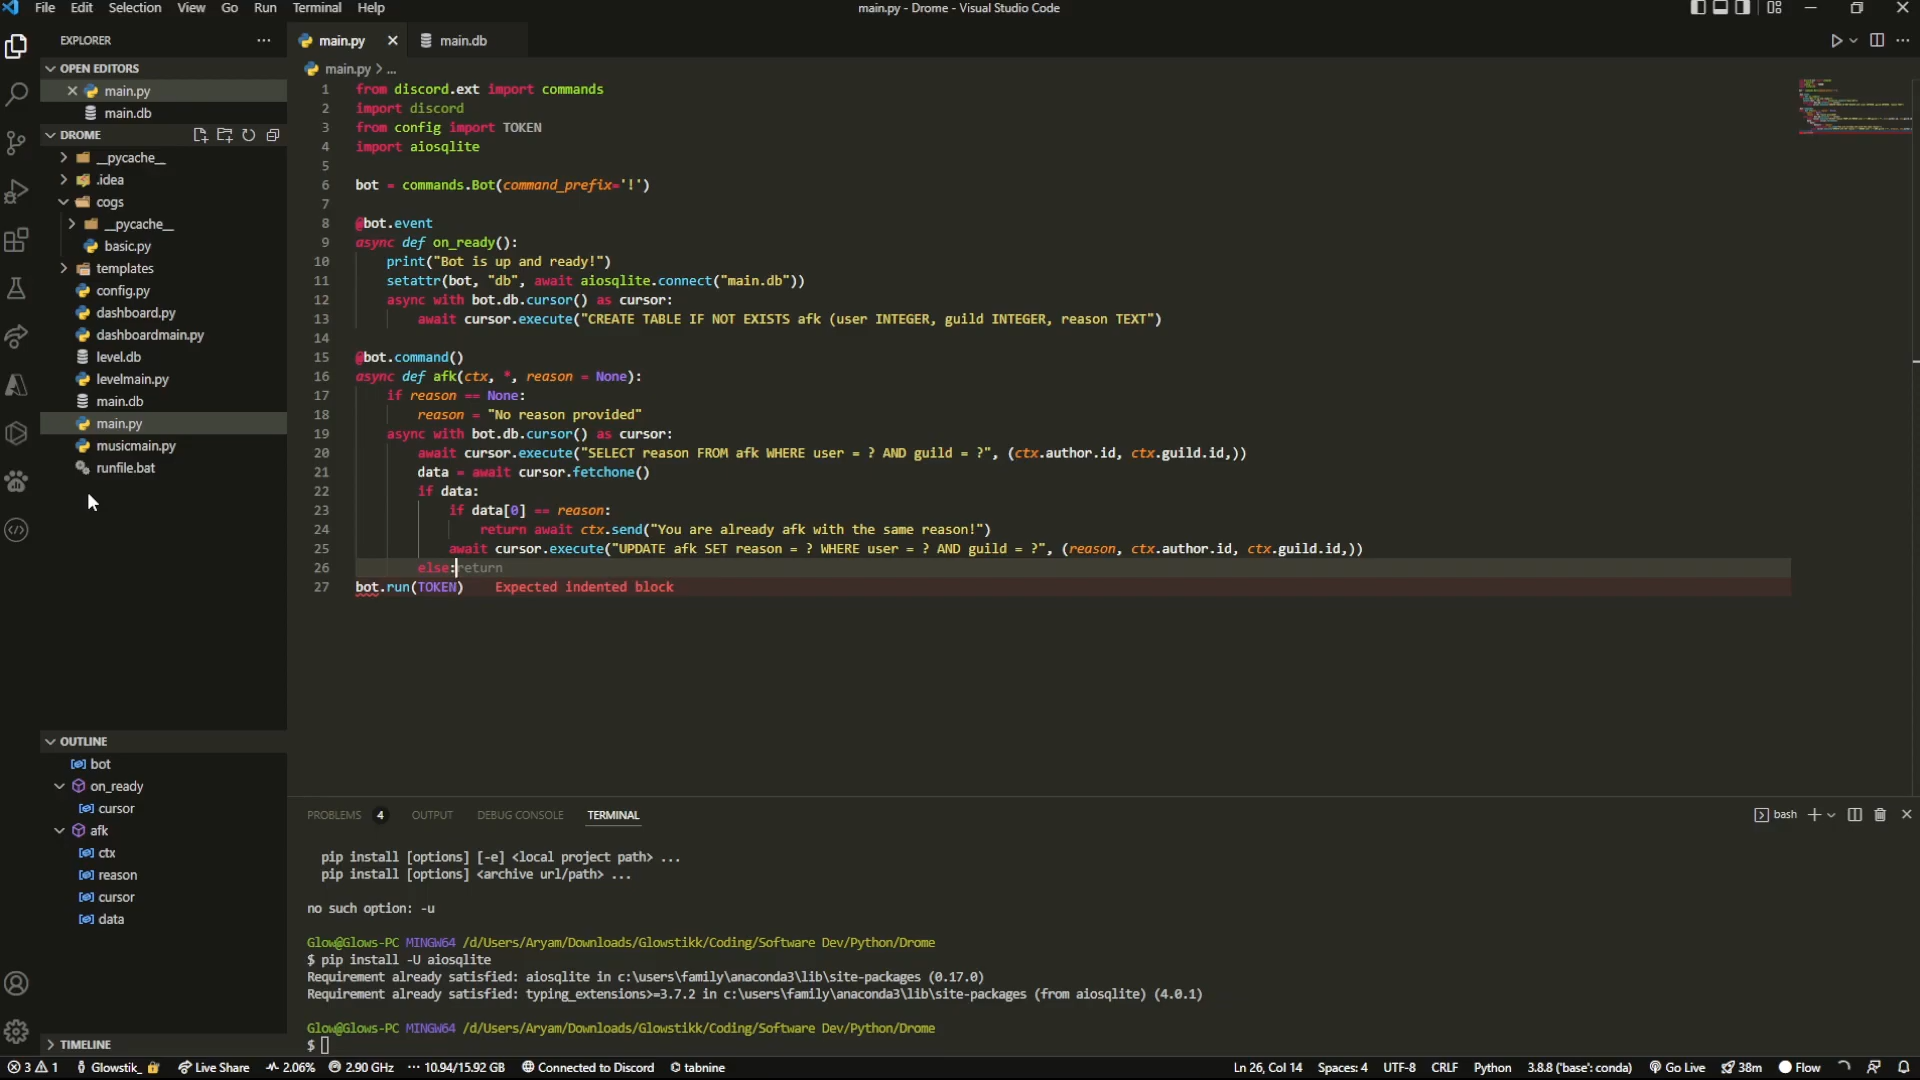 File Edit Selection View Go Run Terminal Help
main.py - Drome - Visual Studio Code
EXPLORER
OPEN EDITORS
main.py
main.db
DROME
__pycache__
.idea
cogs
__pycache__
basic.py
templates
config.py
dashboard.py
dashboardmain.py
level.db
levelmain.py
main.db
main.py
musicmain.py
runfile.bat
OUTLINE
bot
on_ready
cursor
afk
ctx
reason
cursor
data
TIMELINE
main.py main.db
main.py > ...
1 from discord.ext import commands
2 import discord
3 from config import TOKEN
4 import aiosqlite
5
6 bot = commands.Bot(command_prefix='!')
7
8 @bot.event
9 async def on_ready():
10 print("Bot is up and ready!")
11 setattr(bot, "db", await aiosqlite.connect("main.db"))
12 async with bot.db.cursor() as cursor:
13 await cursor.execute("CREATE TABLE IF NOT EXISTS afk (user INTEGER, guild INTEGER, reason TEXT")
14
15 @bot.command()
16 async def afk(ctx, *, reason = None):
17 if reason == None:
18 reason = "No reason provided"
19 async with bot.db.cursor() as cursor:
20 await cursor.execute("SELECT reason FROM afk WHERE user = ? AND guild = ?", (ctx.author.id, ctx.guild.id,))
21 data = await cursor.fetchone()
22 if data:
23 if data[0] == reason:
24 return await ctx.send("You are already afk with the same reason!")
25 await cursor.execute("UPDATE afk SET reason = ? WHERE user = ? AND guild = ?", (reason, ctx.author.id, ctx.guild.id,))
26 else:return
27 bot.run(TOKEN) Expected indented block
PROBLEMS 4 OUTPUT DEBUG CONSOLE TERMINAL
bash
pip install [options] [-e] <local project path> ...
pip install [options] <archive url/path> ...
no such option: -u
Glow@Glows-PC MINGW64 /d/Users/Aryam/Downloads/Glowstikk/Coding/Software Dev/Python/Drome
$ pip install -U aiosqlite
Requirement already satisfied: aiosqlite in c:\users\family\anaconda3\lib\site-packages (0.17.0)
Requirement already satisfied: typing_extensions>=3.7.2 in c:\users\family\anaconda3\lib\site-packages (from aiosqlite) (4.0.1)
Glow@Glows-PC MINGW64 /d/Users/Aryam/Downloads/Glowstikk/Coding/Software Dev/Python/Drome
$
3 1 Glowstik_ Live Share 2.06% 2.90 GHz 10.94/15.92 GB Connected to Discord tabnine Ln 26, Col 14 Spaces: 4 UTF-8 CRLF Python 3.8.8 ('base': conda) Go Live 38m Flow